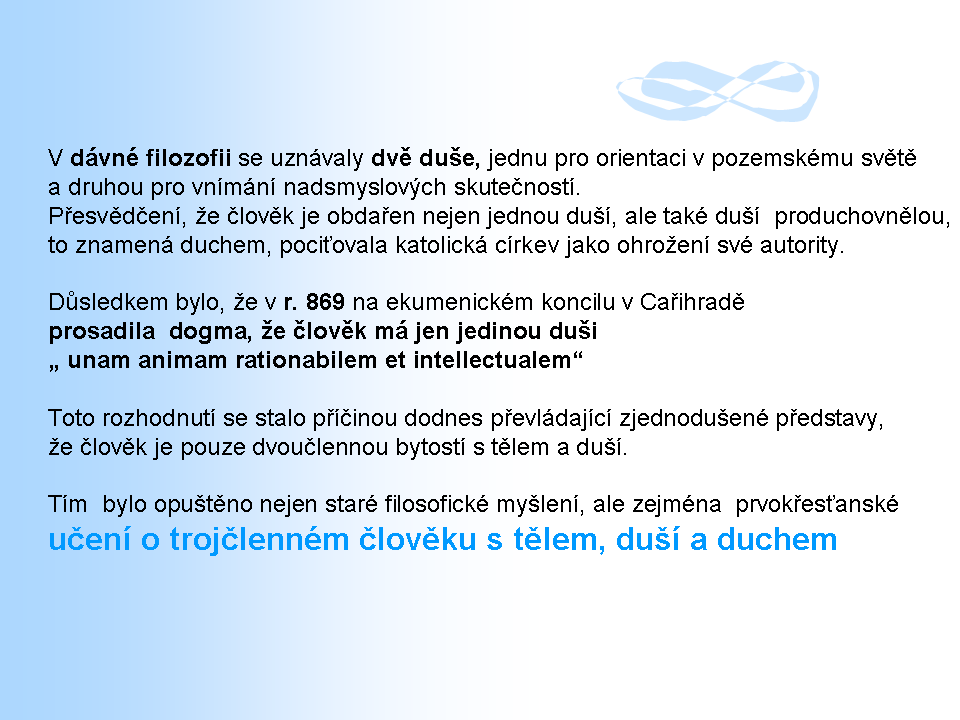 V dávné filozofii se uznávaly dvě duše, jednu pro orientaci v pozemskému světě
a druhou pro vnímání nadsmyslových skutečností.
Přesvědčení, že člověk je obdařen nejen jednou duší, ale také duší  produchovnělou,
to znamená duchem, pociťovala katolická církev jako ohrožení své autority.
Důsledkem bylo, že v r. 869 na ekumenickém koncilu v Cařihradě
prosadila  dogma, že člověk má jen jedinou duši
„ unam animam rationabilem et intellectualem“
Toto rozhodnutí se stalo příčinou dodnes převládající zjednodušené představy,
že člověk je pouze dvoučlennou bytostí s tělem a duší.
Tím  bylo opuštěno nejen staré filosofické myšlení, ale zejména  prvokřesťanské
učení o trojčlenném člověku s tělem, duší a duchem